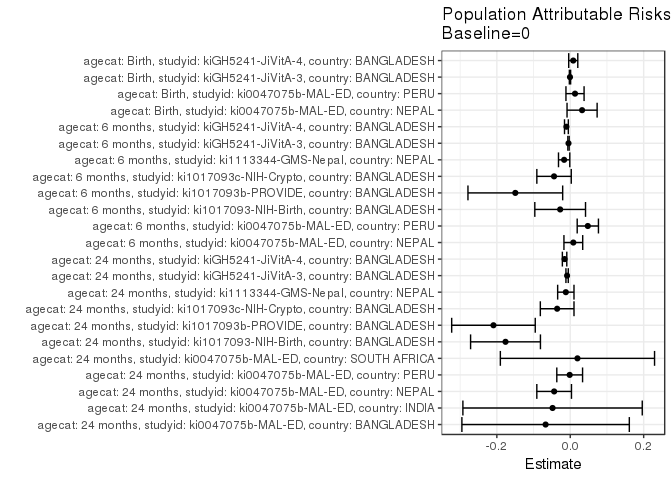 Population Attributable Risks
Baseline=0
agecat: Birth, studyid: kiGH5241-JiVitA-4, country: BANGLADESH
agecat: Birth, studyid: kiGH5241-JiVitA-3, country: BANGLADESH
agecat: Birth, studyid: ki0047075b-MAL-ED, country: PERU
agecat: Birth, studyid: ki0047075b-MAL-ED, country: NEPAL
agecat: 6 months, studyid: kiGH5241-JiVitA-4, country: BANGLADESH
agecat: 6 months, studyid: kiGH5241-JiVitA-3, country: BANGLADESH
agecat: 6 months, studyid: ki1113344-GMS-Nepal, country: NEPAL
agecat: 6 months, studyid: ki1017093c-NIH-Crypto, country: BANGLADESH
agecat: 6 months, studyid: ki1017093b-PROVIDE, country: BANGLADESH
agecat: 6 months, studyid: ki1017093-NIH-Birth, country: BANGLADESH
agecat: 6 months, studyid: ki0047075b-MAL-ED, country: PERU
agecat: 6 months, studyid: ki0047075b-MAL-ED, country: NEPAL
agecat: 24 months, studyid: kiGH5241-JiVitA-4, country: BANGLADESH
agecat: 24 months, studyid: kiGH5241-JiVitA-3, country: BANGLADESH
agecat: 24 months, studyid: ki1113344-GMS-Nepal, country: NEPAL
agecat: 24 months, studyid: ki1017093c-NIH-Crypto, country: BANGLADESH
agecat: 24 months, studyid: ki1017093b-PROVIDE, country: BANGLADESH
agecat: 24 months, studyid: ki1017093-NIH-Birth, country: BANGLADESH
agecat: 24 months, studyid: ki0047075b-MAL-ED, country: SOUTH AFRICA
agecat: 24 months, studyid: ki0047075b-MAL-ED, country: PERU
agecat: 24 months, studyid: ki0047075b-MAL-ED, country: NEPAL
agecat: 24 months, studyid: ki0047075b-MAL-ED, country: INDIA
agecat: 24 months, studyid: ki0047075b-MAL-ED, country: BANGLADESH
-0.2 0.0 0.2
Estimate